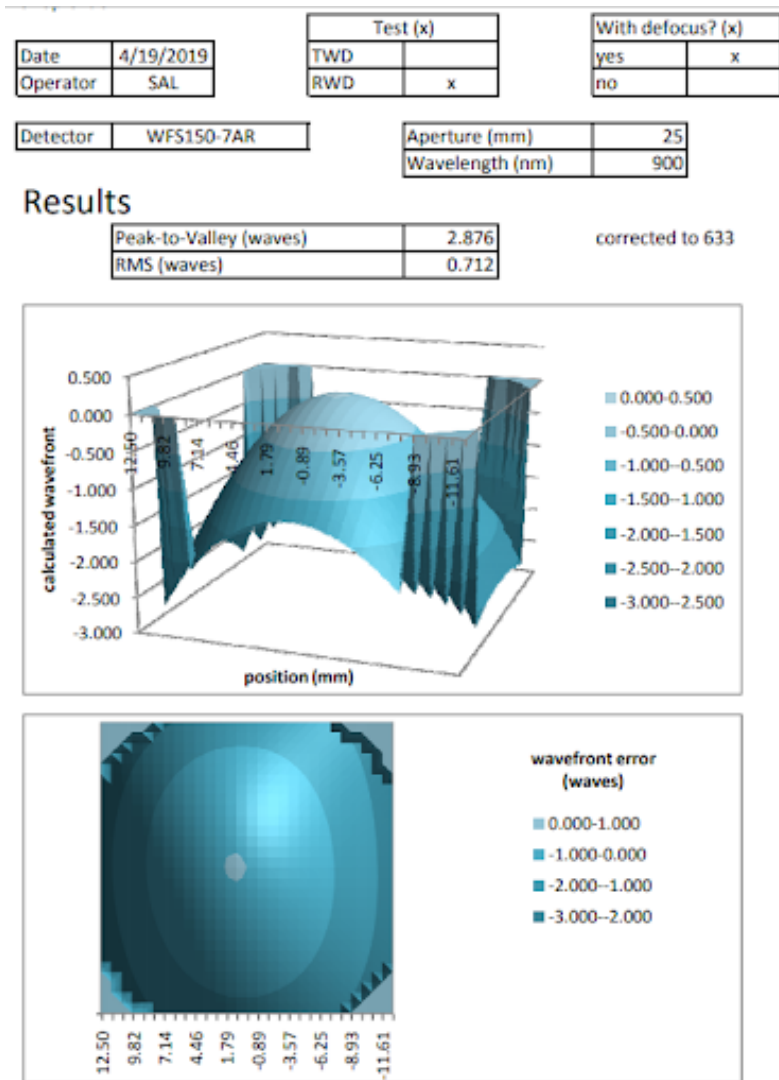 Test (x) With defocus? (x)
Date 4/19/2019 TWD yes x
Operator SAL RWD x no
Detector WFS150-7AR Aperture (mm) 25
Wavelength (nm) 900
Results
Peak-to-Valley (waves) 2.876 corrected to 633
RMS (waves) 0.712
calculated wavefront
0.500
0.000
-0.500
-1.000
-1.500
-2.000
-2.500
-3.000
12.50 9.82 7.14 4.46 1.79 -0.89 -3.57 -6.25 -8.93 -11.61
position (mm)
0.000-0.500
-0.500-0.000
-1.000--0.500
-1.500--1.000
-2.000--1.500
-2.500--2.000
-3.000--2.500
wavefront error
(waves)
0.000-1.000
-1.000-0.000
-2.000--1.000
-3.000--2.000
12.50 9.82 7.14 4.46 1.79 -0.89 -3.57 -6.25 -8.93 -11.61